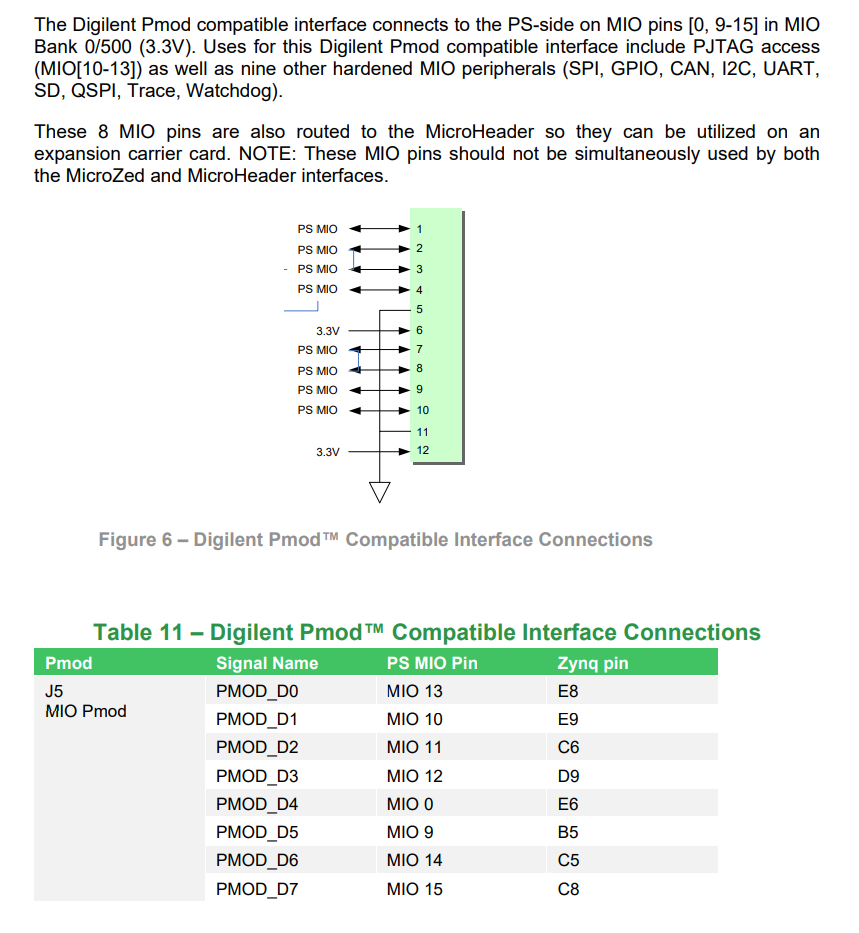 The Digilent Pmod compatible interface connects to the PS-side on MIO pins [0, 9-15] in MIO
Bank 0/500 (3.3V). Uses for this Digilent Pmod compatible interface include PJTAG access
(MIO[10-13]) as well as nine other hardened MIO peripherals (SPI, GPIO, CAN, I2C, UART,
SD, QSPI, Trace, Watchdog).
These 8 MIO pins are also routed to the MicroHeader so they can be utilized on an
expansion carrier card. NOTE: These MIO pins should not be simultaneously used by both
the MicroZed and MicroHeader interfaces.
PS MIO 1
PS MIO 2
- PS MIO 3
PS MIO 4
5
3.3V 6
PS MIO 7
PS MIO 8
PS MIO 9
PS MIO 10
11
3.3V 12
Figure 6 – Digilent Pmod™ Compatible Interface Connections
Table 11 – Digilent Pmod™ Compatible Interface Connections
Pmod Signal Name PS MIO Pin Zynq pin
J5 PMOD_D0 MIO 13 E8
MIO Pmod PMOD_D1 MIO 10 E9
PMOD_D2 MIO 11 C6
PMOD_D3 MIO 12 D9
PMOD_D4 MIO 0 E6
PMOD_D5 MIO 9 B5
PMOD_D6 MIO 14 C5
PMOD_D7 MIO 15 C8